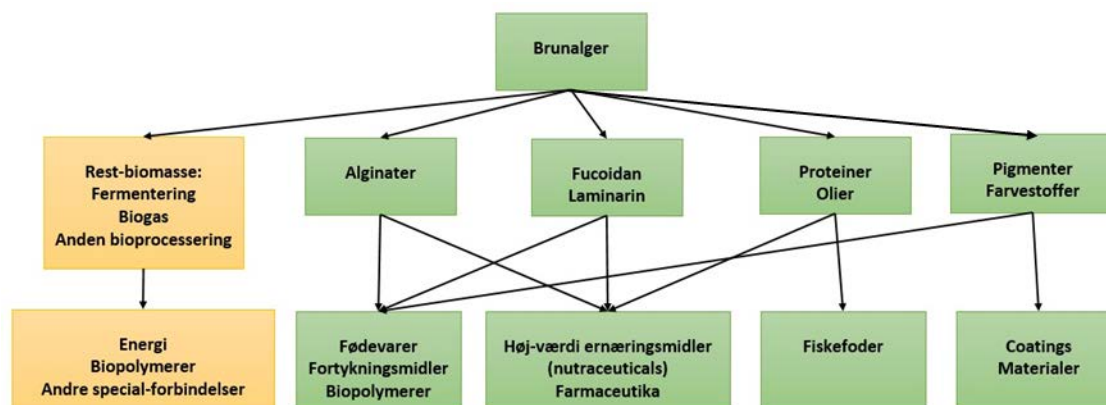 Brunalger
Rest-biomasse:
Fermentering
Biogas
Anden bioprocessering
Alginater
Fucoidan
Laminarin
Proteiner
Olier
Pigmenter
Farvestoffer
Energi
Biopolymerer
Andre special-forbindelser
Fødevarer
Fortykningsmidler
Biopolymerer
Høj-værdi ernæringsmidler
(nutraceuticals)
Farmaceutika
Fiskefoder
Coatings
Materialer